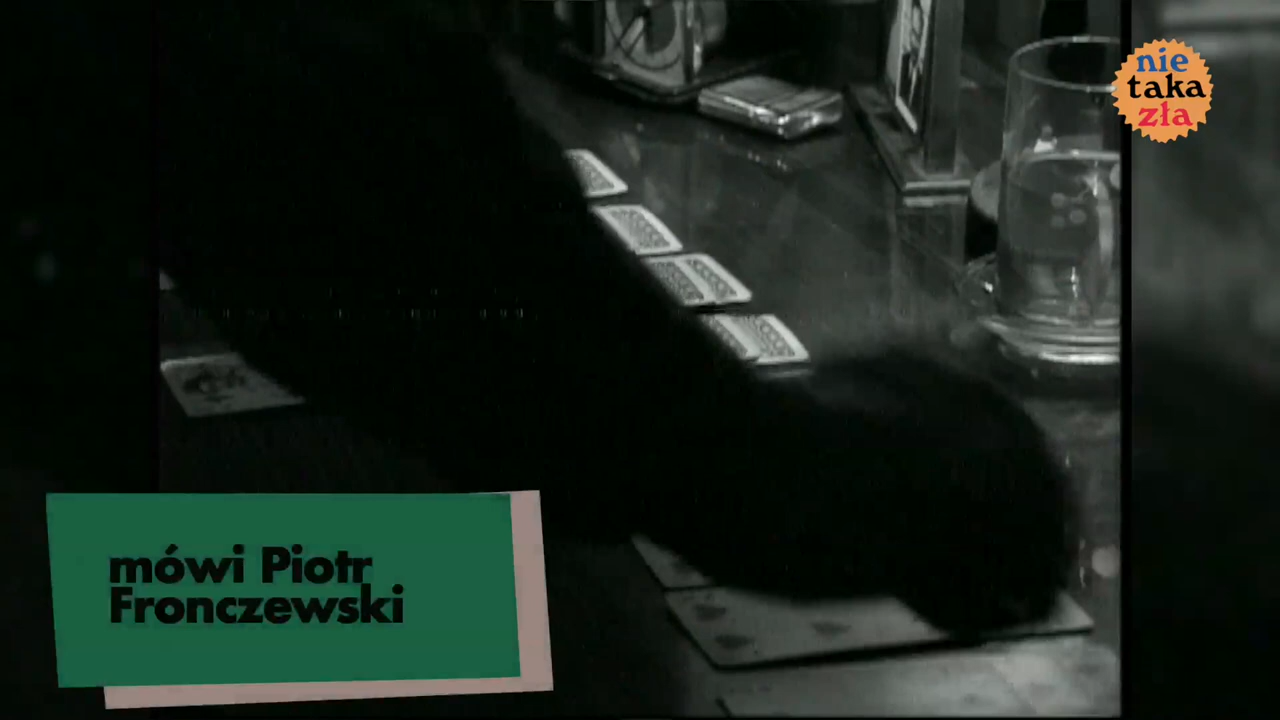 nie
taka
zła
mówi Piotr
Fronczewski